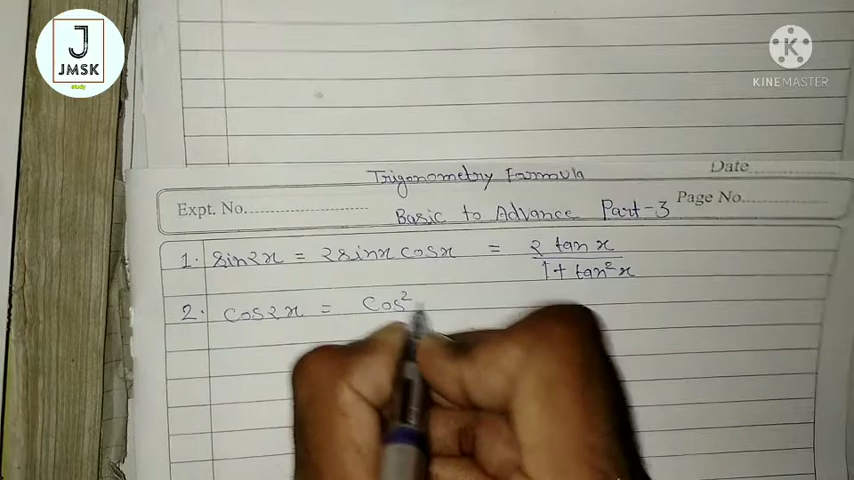 J
JMSK
study
K
KINEMASTER
Trigonometry Formula
Date
Expt. No.
Basic to Advance Part-3
Page No.
1. sin2x = 2sinx cosx = 2 tan x / 1 + tan²x
2. cos2x = cos²